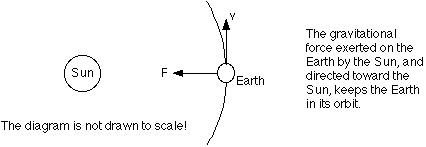 v
The gravitational
force exerted on the
Earth by the Sun, and
directed toward the
Sun, keeps the Earth
in its orbit.
Sun
F
Earth
The diagram is not drawn to scale!